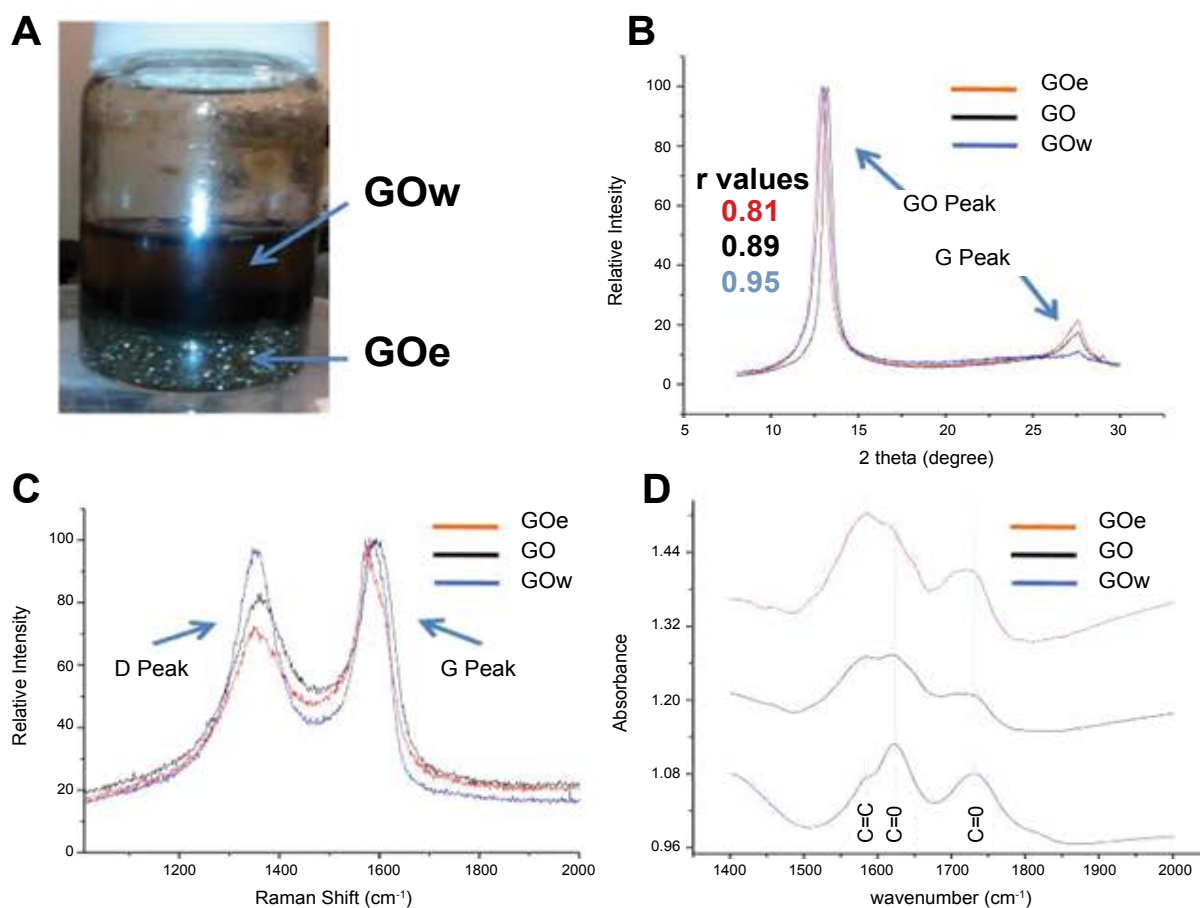 A
GOw
GOe
B
100
80
60
40
20
0
Relative Intesity
5
10
15
20
25
30
2 theta (degree)
GOe
GO
GOw
r values
0.81
0.89
0.95
GO Peak
G Peak
C
100
80
60
40
20
0
Relative Intensity
1200
1400
1600
1800
2000
Raman Shift (cm⁻¹)
GOe
GO
GOw
D Peak
G Peak
D
1.44
1.32
1.20
1.08
0.96
Absorbance
1400
1500
1600
1700
1800
1900
2000
wavenumber (cm⁻¹)
GOe
GO
GOw
C=C
C=0
C=0